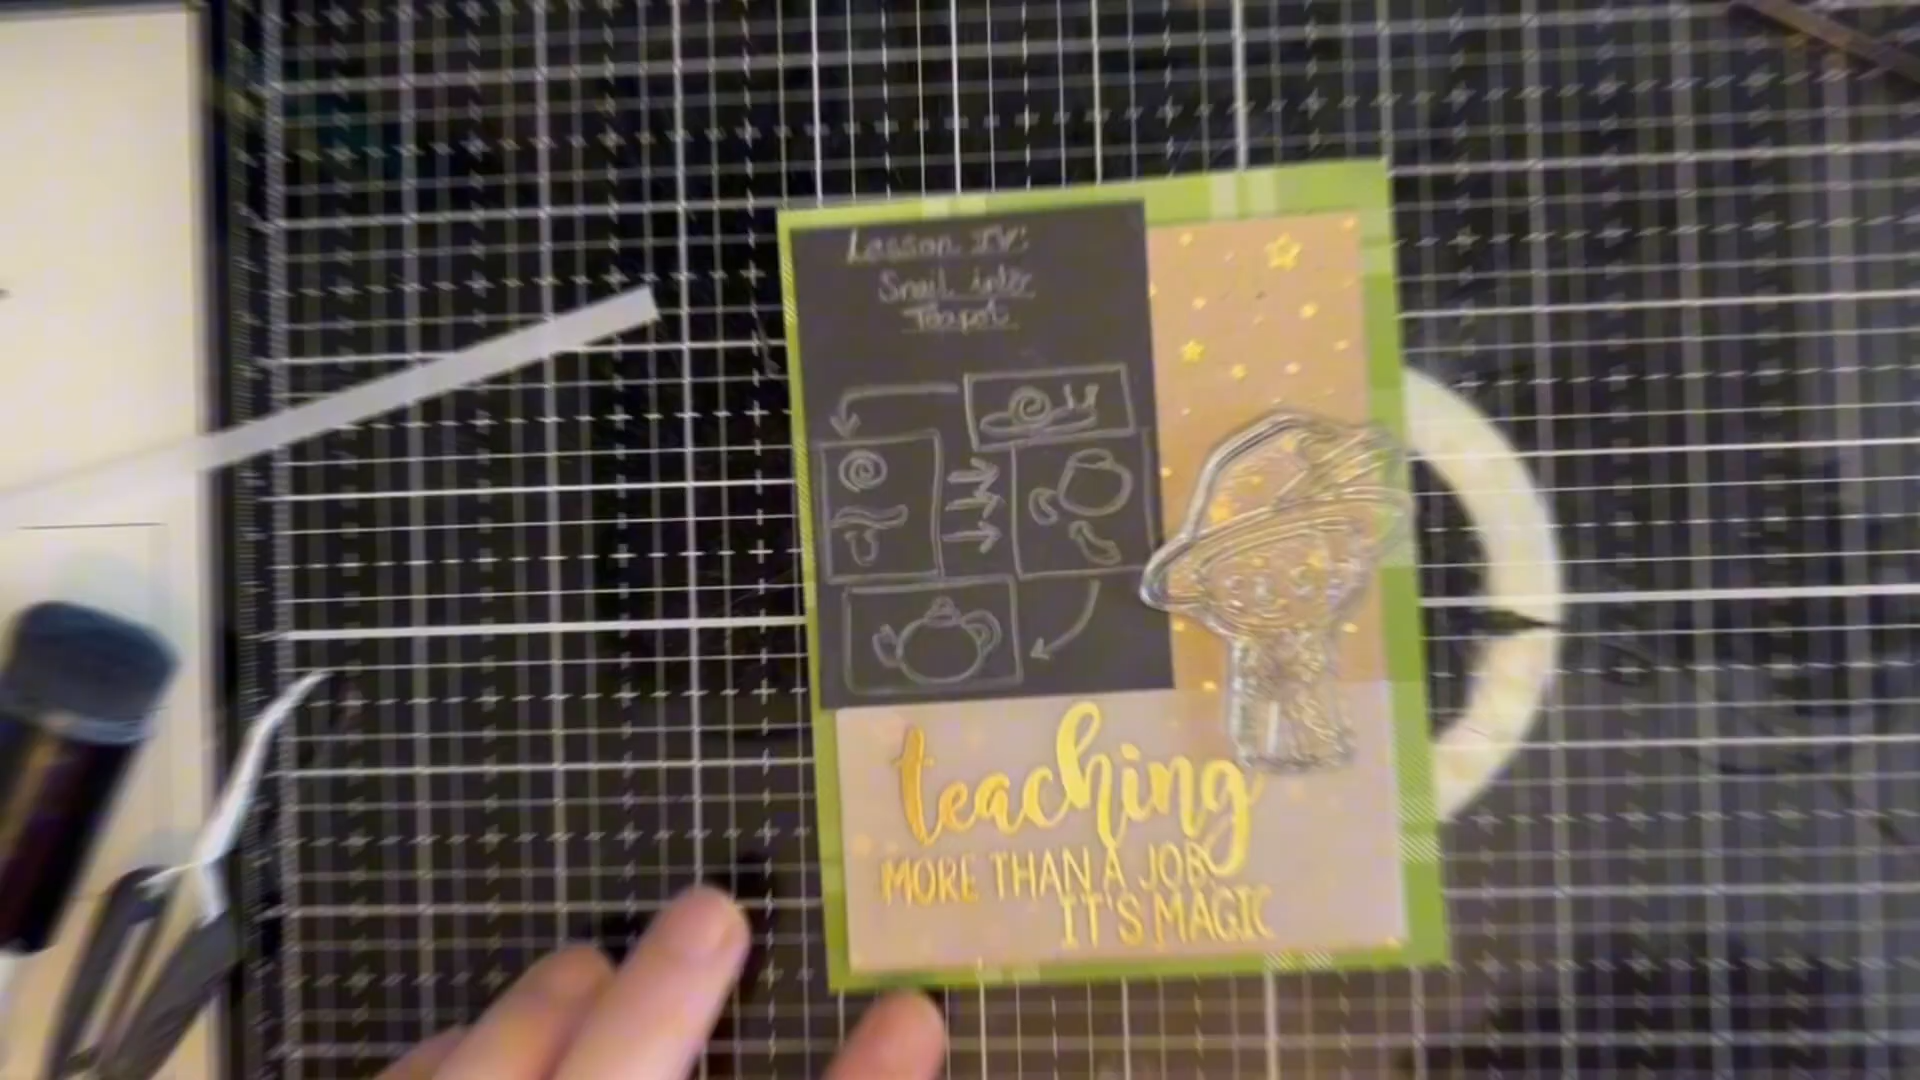 Lesson IV:
Snail into
Teapot
teaching
MORE THAN A JOB
IT'S MAGIC